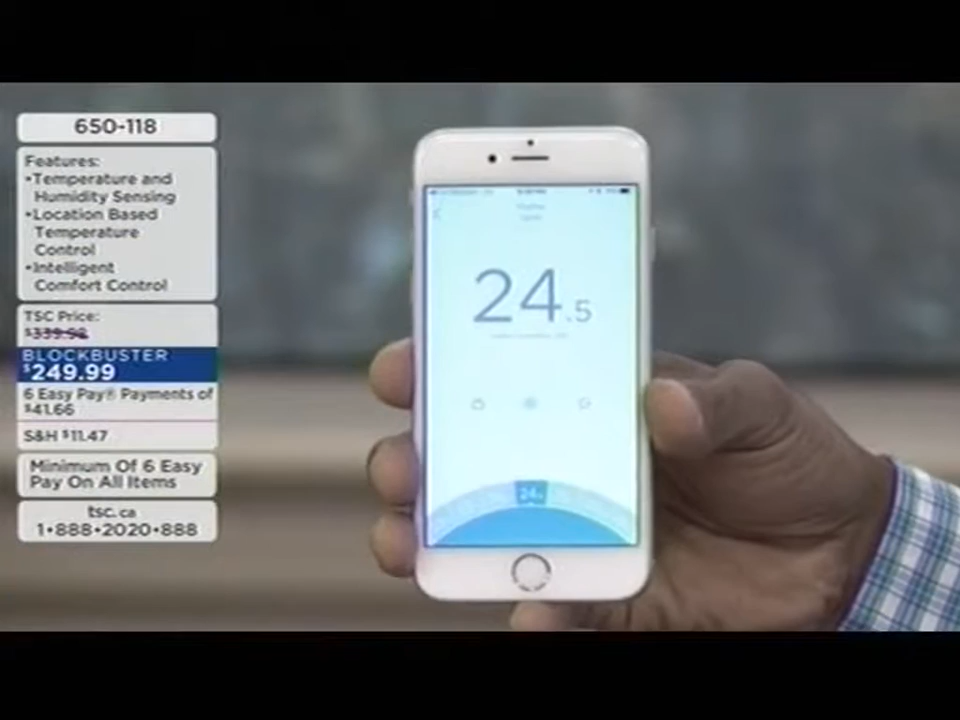 650-118
Features:
•Temperature and
Humidity Sensing
•Location Based
Temperature
Control
•Intelligent
Comfort Control
TSC Price:
$339.98
BLOCKBUSTER
$249.99
6 Easy Pay® Payments of
$41.66
S&H $11.47
Minimum Of 6 Easy
Pay On All Items
tsc.ca
1•888•2020•888
24.5